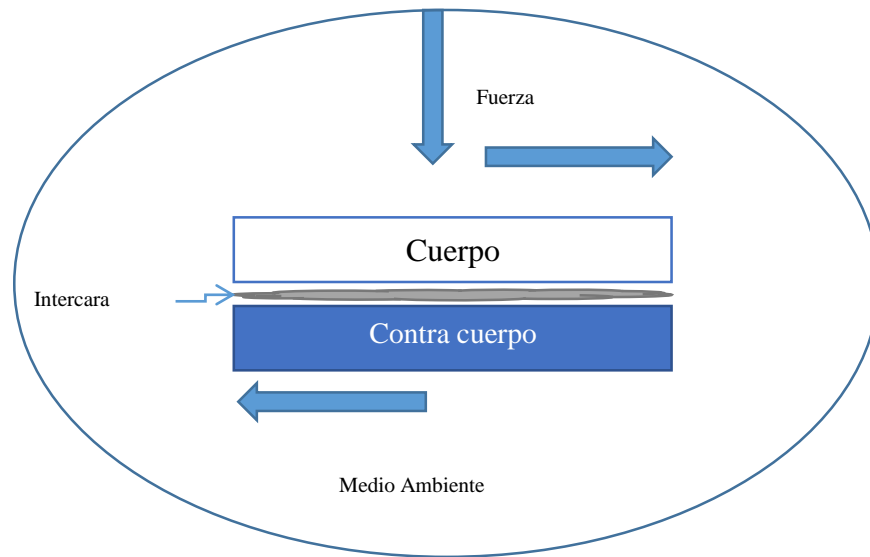 Fuerza
Cuerpo
Intercara
Contra cuerpo
Medio Ambiente